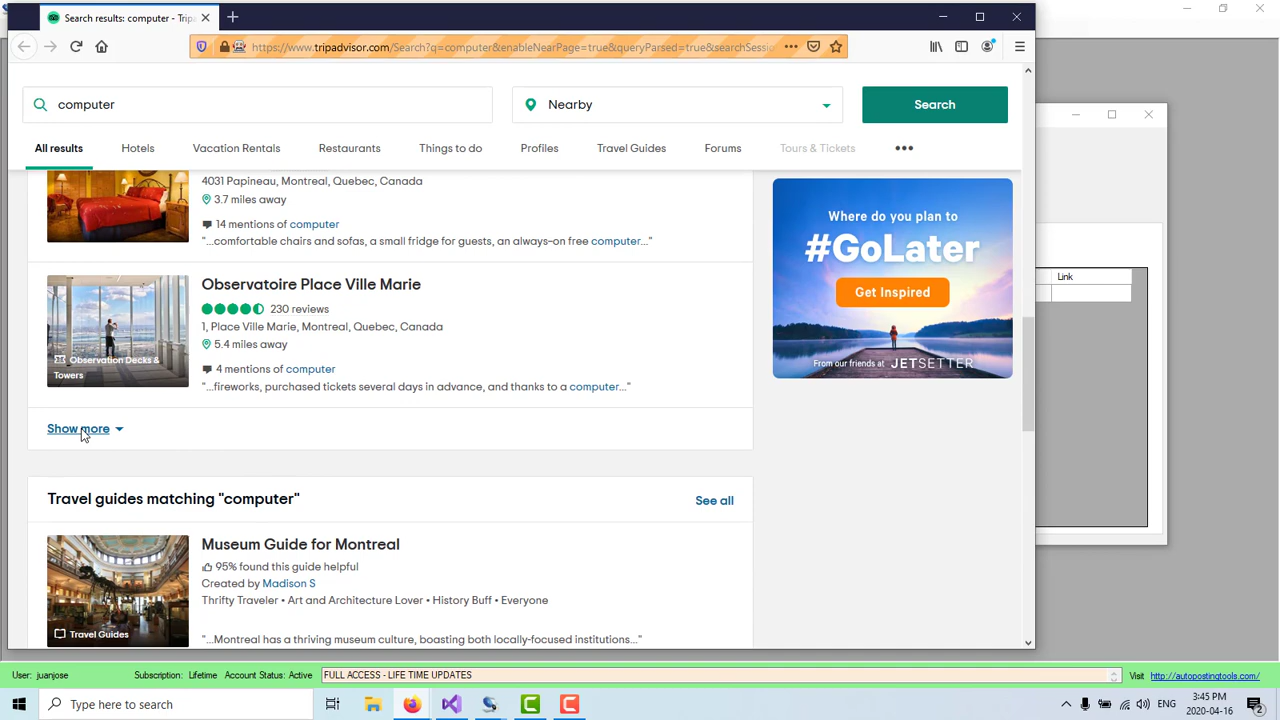 Search results: computer - Trip
https://www.tripadvisor.com/Search?q=computer&enableNearPage=true&queryParsed=true&searchSessio
computer
Nearby
Search
All results
Hotels
Vacation Rentals
Restaurants
Things to do
Profiles
Travel Guides
Forums
Tours & Tickets
4031 Papineau, Montreal, Quebec, Canada
3.7 miles away
14 mentions of computer
"...comfortable chairs and sofas, a small fridge for guests, an always-on free computer..."
Observatoire Place Ville Marie
230 reviews
1, Place Ville Marie, Montreal, Quebec, Canada
5.4 miles away
4 mentions of computer
"...fireworks, purchased tickets several days in advance, and thanks to a computer..."
Observation Decks &
Towers
Show more
Where do you plan to
#GoLater
Get Inspired
From our friends at JETSETTER
Link
Travel guides matching "computer"
See all
Museum Guide for Montreal
95% found this guide helpful
Created by Madison S
Thrifty Traveler • Art and Architecture Lover • History Buff • Everyone
"...Montreal has a thriving museum culture, boasting both locally-focused institutions..."
Travel Guides
User: juanjose
Subscription: Lifetime
Account Status: Active
FULL ACCESS - LIFE TIME UPDATES
Visit http://autopostingtools.com/
Type here to search
ENG
3:45 PM
2020-04-16
2